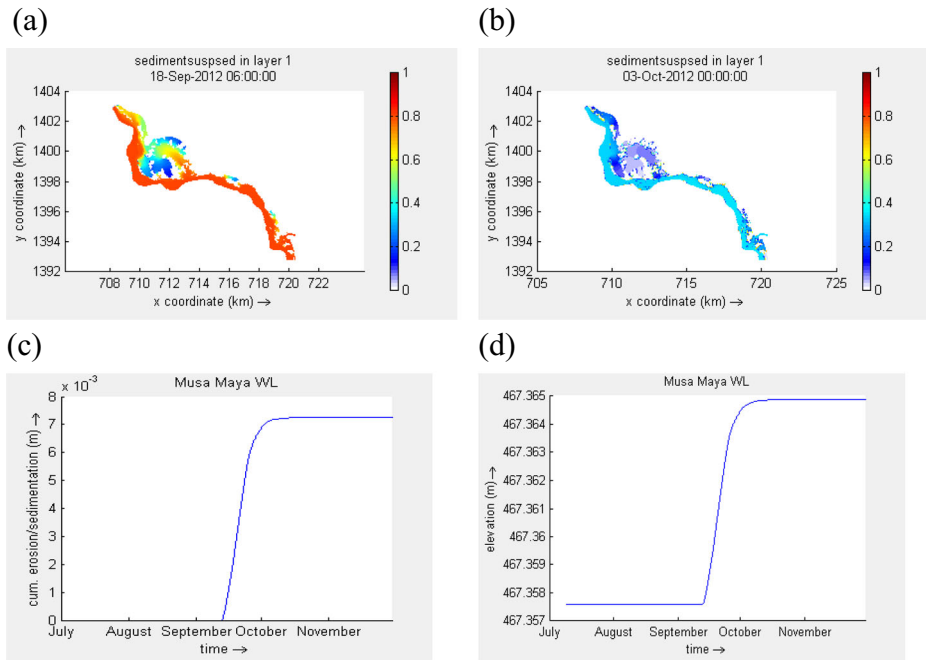 (a)
sedimentsuspsed in layer 1
18-Sep-2012 06:00:00
y coordinate (km) →
1404
1402
1400
1398
1396
1394
1392
708 710 712 714 716 718 720 722
x coordinate (km) →
1
0.8
0.6
0.4
0.2
0
(b)
sedimentsuspsed in layer 1
03-Oct-2012 00:00:00
y coordinate (km) →
1404
1402
1400
1398
1396
1394
1392
705 710 715 720 725
x coordinate (km) →
1
0.8
0.6
0.4
0.2
0
(c)
Musa Maya WL
x 10⁻³
cum. erosion/sedimentation (m) →
8
7
6
5
4
3
2
1
0
July August September October November
time →
(d)
Musa Maya WL
elevation (m) →
467.365
467.364
467.363
467.361
467.36
467.359
467.358
467.357
July August September October November
time →